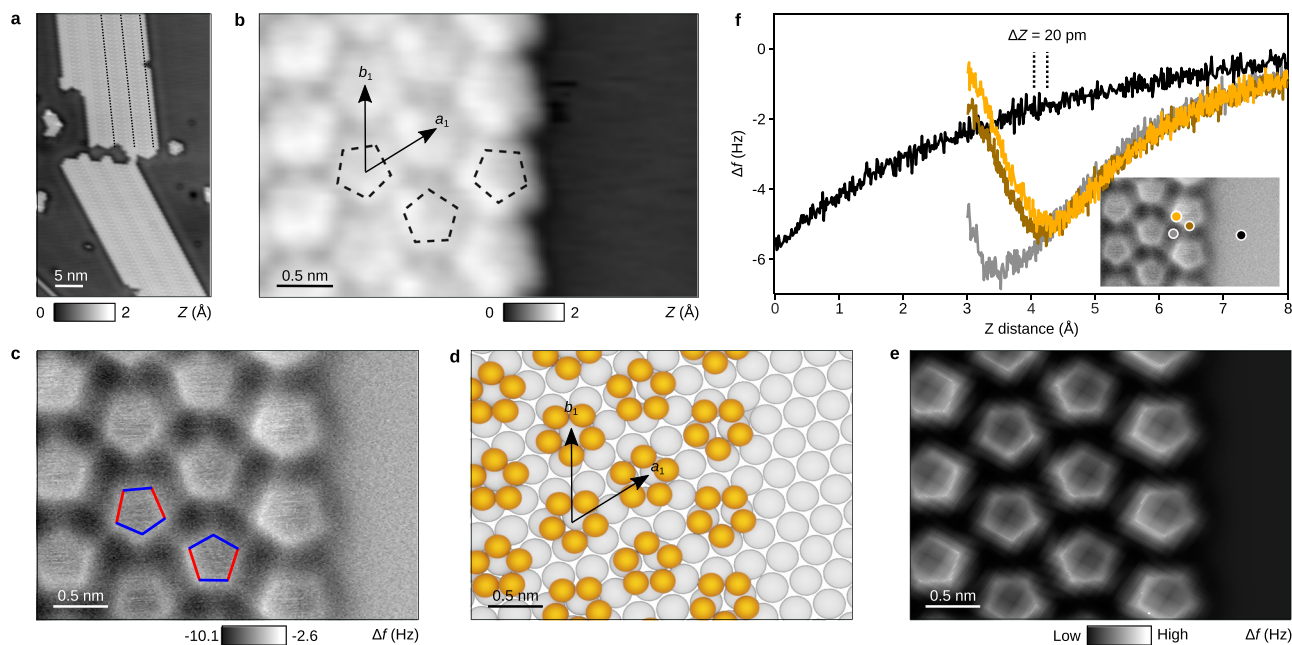 a
5 nm
0
2
Z (Å)
b
b1
a1
0.5 nm
0
2
Z (Å)
f
ΔZ = 20 pm
0
-2
-4
-6
Δf (Hz)
0
1
2
3
4
5
6
7
8
Z distance (Å)
c
0.5 nm
-10.1
-2.6
Δf (Hz)
d
b1
a1
0.5 nm
e
0.5 nm
Low
High
Δf (Hz)